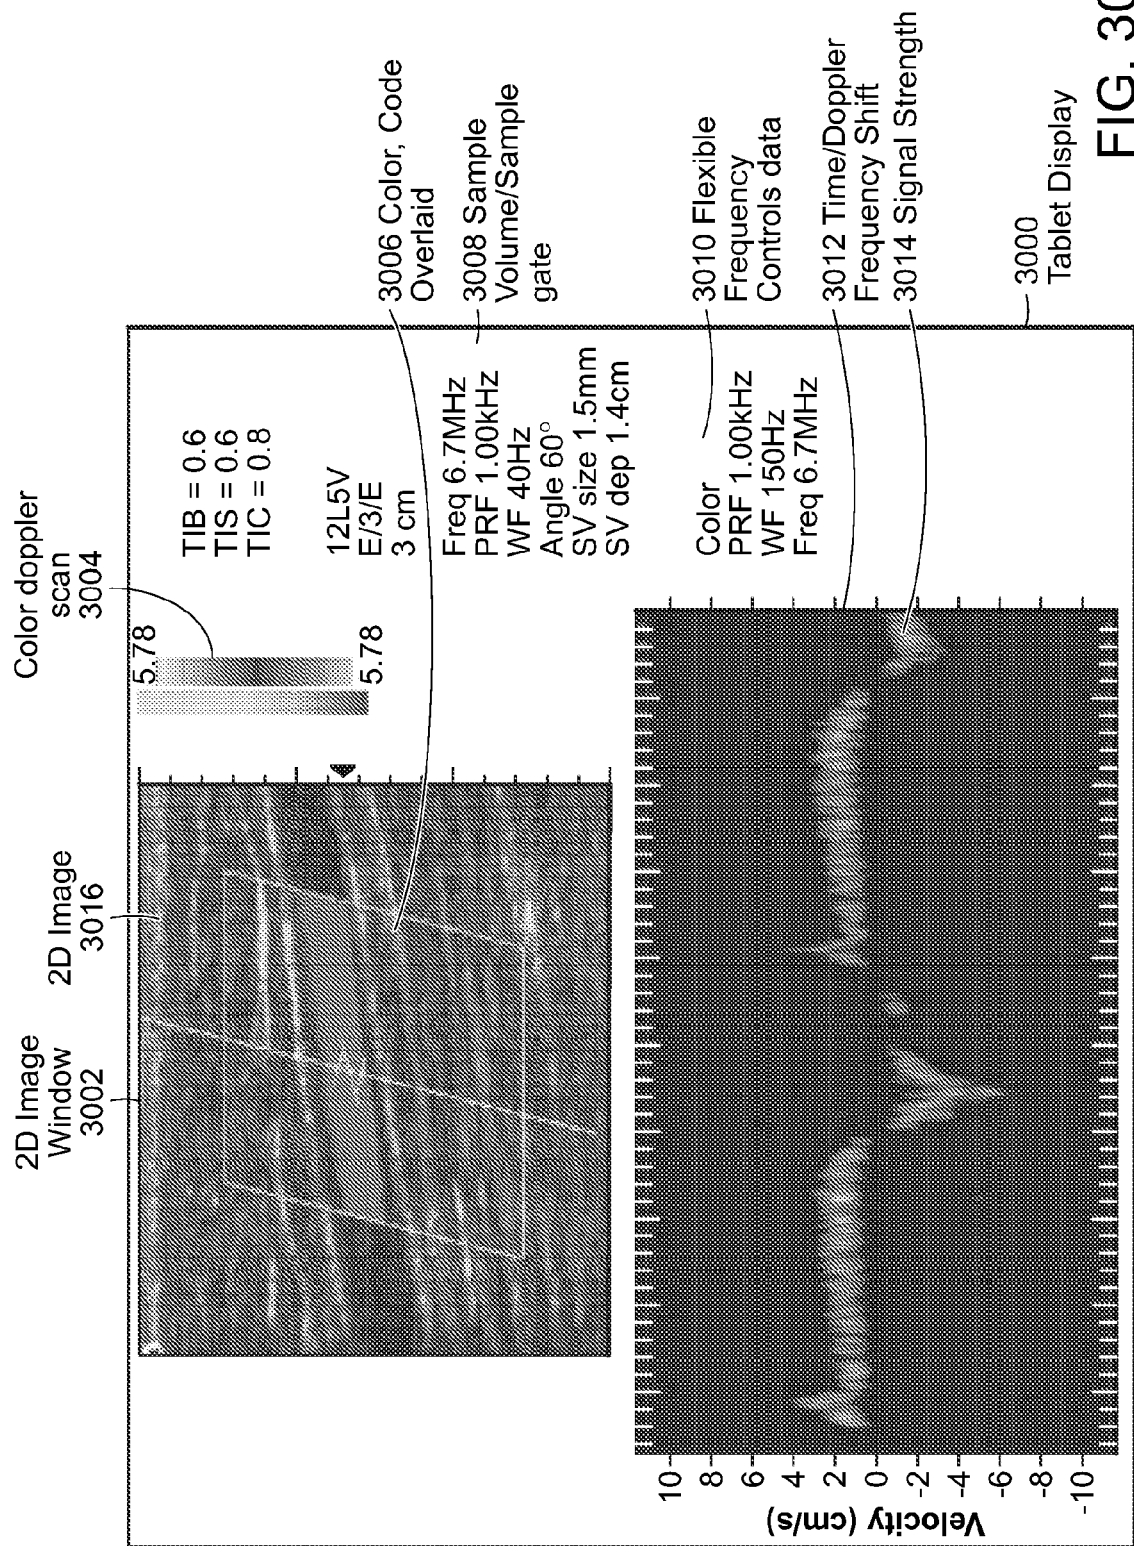 2D Image
Window
3002
2D Image
3016
Color doppler
scan
3004
5.78
5.78
TIB = 0.6
TIS = 0.6
TIC = 0.8
12L5V
E/3/E
3 cm
Freq 6.7MHz
PRF 1.00kHz
WF 40Hz
Angle 60°
SV size 1.5mm
SV dep 1.4cm
Color
PRF 1.00kHz
WF 150Hz
Freq 6.7MHz
3006 Color, Code
Overlaid
3008 Sample
Volume/Sample
gate
3010 Flexible
Frequency
Controls data
3012 Time/Doppler
Frequency Shift
3014 Signal Strength
3000
Tablet Display
Velocity (cm/s)
10
8
6
4
2
0
-2
-4
-6
-8
-10
FIG. 30